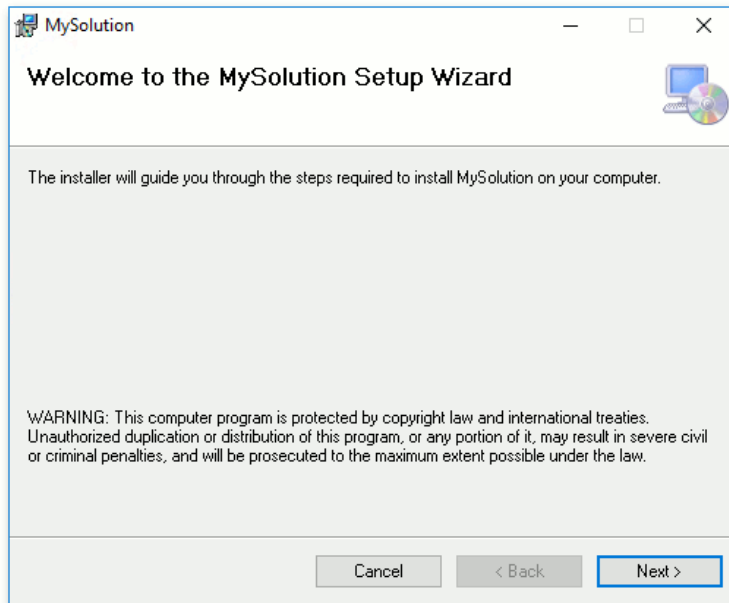 MySolution
Welcome to the MySolution Setup Wizard
The installer will guide you through the steps required to install MySolution on your computer.
WARNING: This computer program is protected by copyright law and international treaties.
Unauthorized duplication or distribution of this program, or any portion of it, may result in severe civil
or criminal penalties, and will be prosecuted to the maximum extent possible under the law.
Cancel < Back Next >